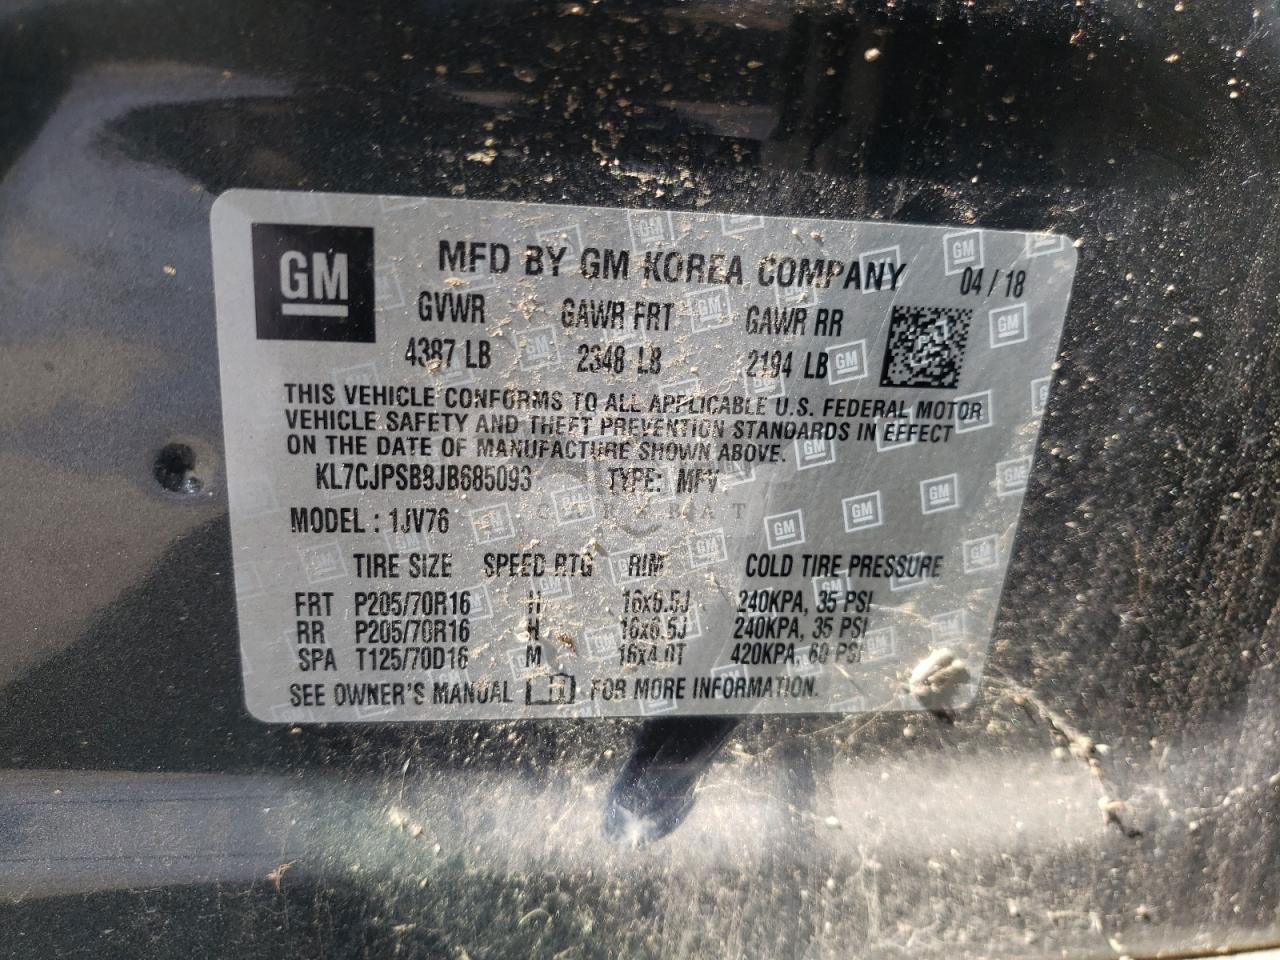 GM
MFD BY GM KOREA COMPANY 04 / 18
GVWR GAWR FRT GAWR RR
4387 LB 2348 LB 2194 LB
THIS VEHICLE CONFORMS TO ALL APPLICABLE U.S. FEDERAL MOTOR
VEHICLE SAFETY AND THEFT PREVENTION STANDARDS IN EFFECT
ON THE DATE OF MANUFACTURE SHOWN ABOVE.
KL7CJPSB9JB685093 TYPE: MPV
MODEL : 1JV76
TIRE SIZE SPEED RTG RIM COLD TIRE PRESSURE
FRT P205/70R16 H 16x6.5J 240KPA, 35 PSI
RR P205/70R16 H 16x6.5J 240KPA, 35 PSI
SPA T125/70D16 M 16x4.0T 420KPA, 60 PSI
SEE OWNER'S MANUAL FOR MORE INFORMATION.